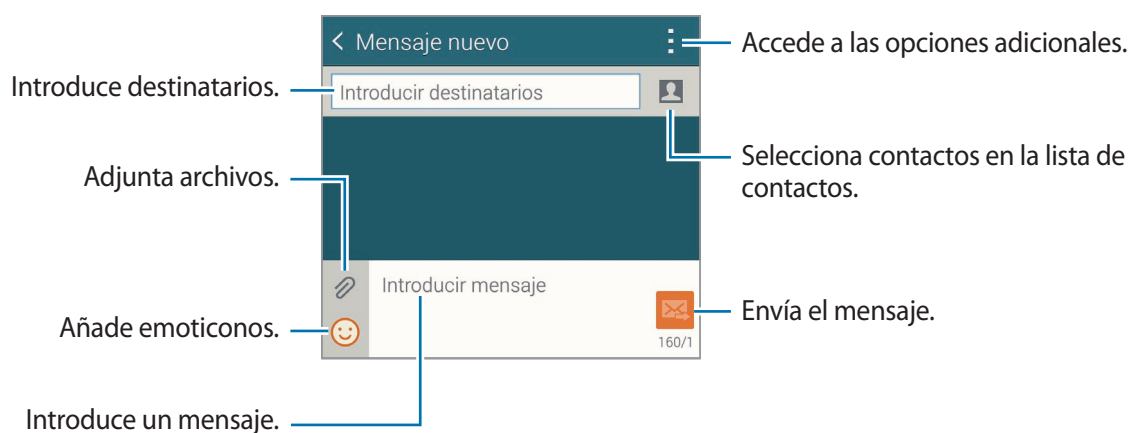 Mensaje nuevo
Accede a las opciones adicionales.
Introduce destinatarios.
Introducir destinatarios
Selecciona contactos en la lista de
contactos.
Adjunta archivos.
Introducir mensaje
Envía el mensaje.
Añade emoticonos.
160/1
Introduce un mensaje.